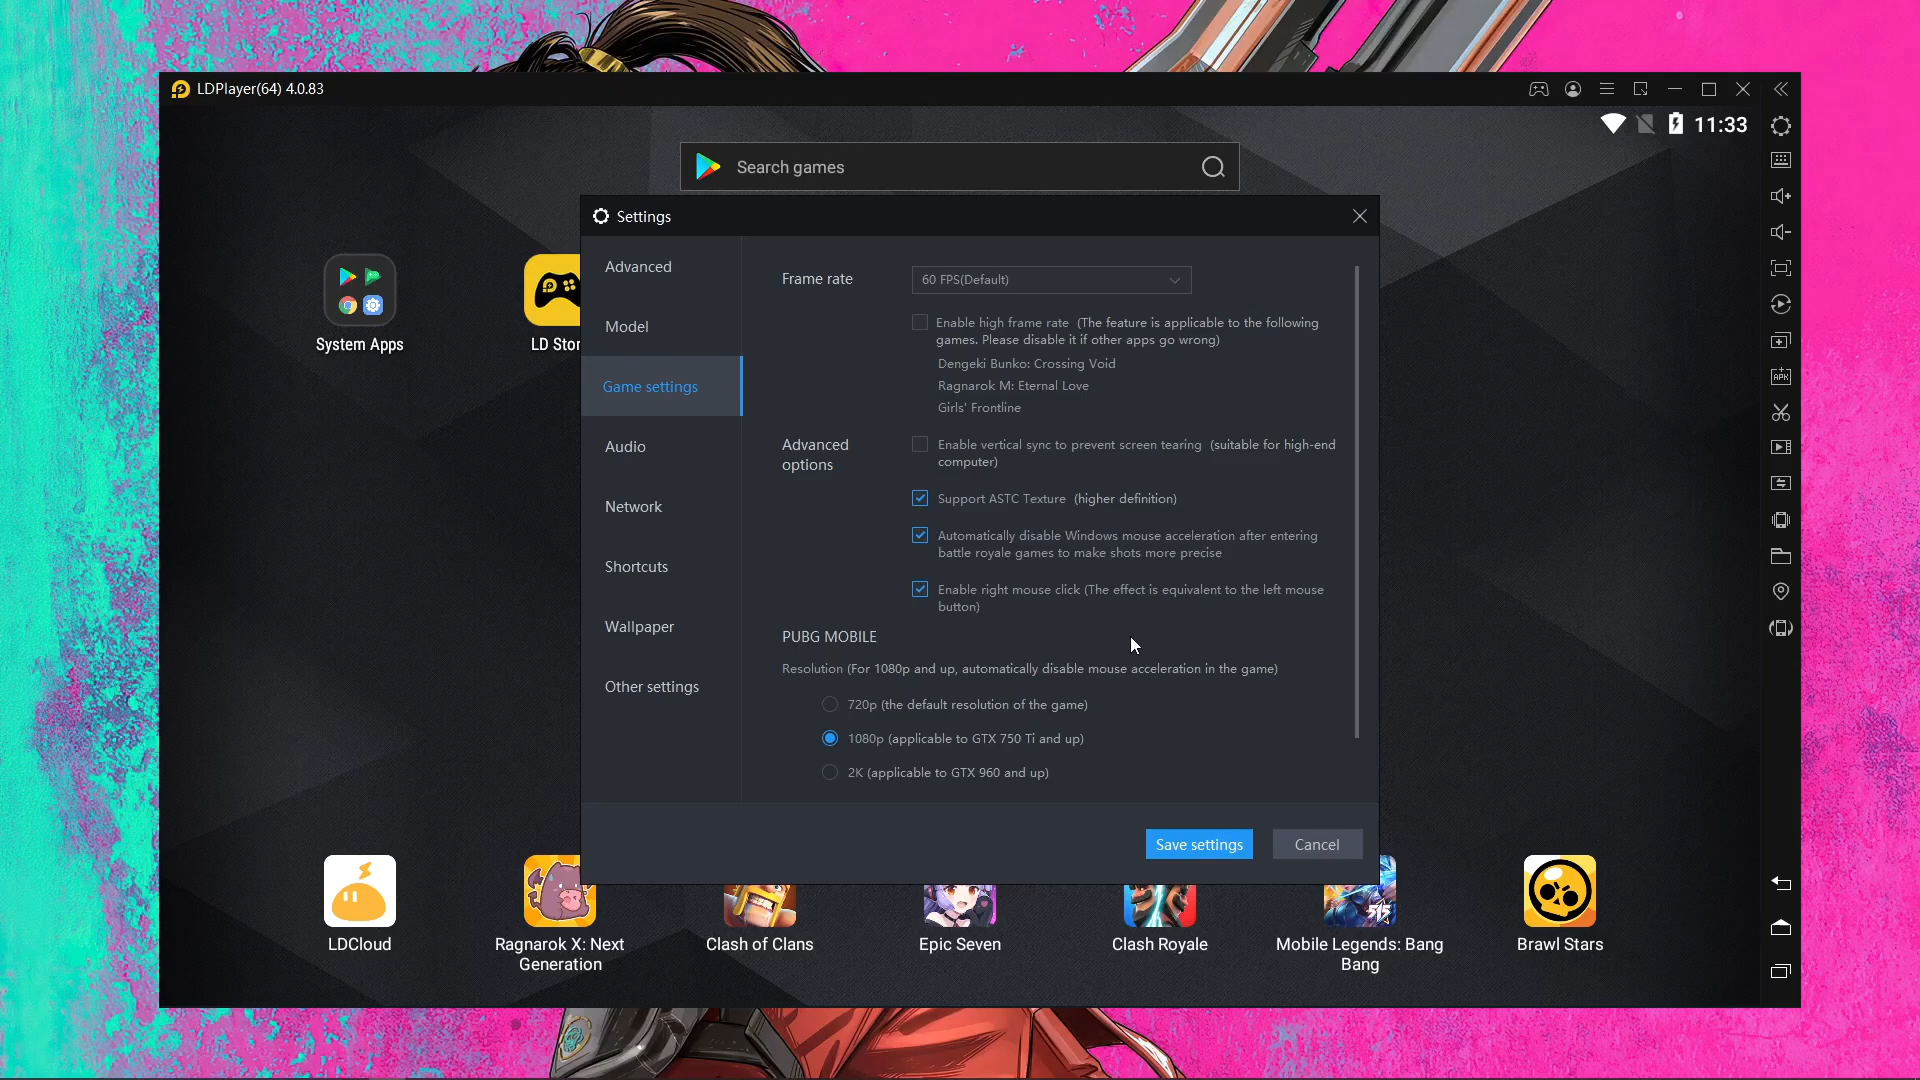 LDPlayer(64) 4.0.83
11:33
Search games
Settings
System Apps
LD Stor
Advanced
Model
Game settings
Audio
Network
Shortcuts
Wallpaper
Other settings
Frame rate
60 FPS(Default)
Enable high frame rate (The feature is applicable to the following
games. Please disable it if other apps go wrong)
Dengeki Bunko: Crossing Void
Ragnarok M: Eternal Love
Girls' Frontline
Advanced
options
Enable vertical sync to prevent screen tearing (suitable for high-end
computer)
Support ASTC Texture (higher definition)
Automatically disable Windows mouse acceleration after entering
battle royale games to make shots more precise
Enable right mouse click (The effect is equivalent to the left mouse
button)
PUBG MOBILE
Resolution (For 1080p and up, automatically disable mouse acceleration in the game)
720p (the default resolution of the game)
1080p (applicable to GTX 750 Ti and up)
2K (applicable to GTX 960 and up)
Save settings
Cancel
APK
515
LDCloud
Ragnarok X: Next
Generation
Clash of Clans
Epic Seven
Clash Royale
Mobile Legends: Bang
Bang
Brawl Stars